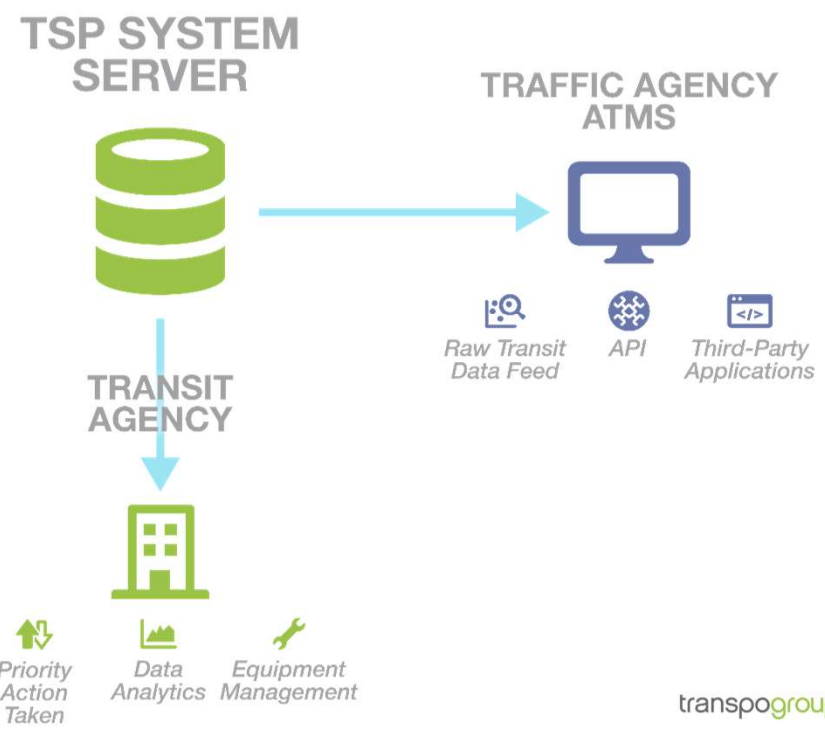 TSP SYSTEM
SERVER
TRAFFIC AGENCY
ATMS
Raw Transit
Data Feed
API
</>
Third-Party
Applications
TRANSIT
AGENCY
Priority
Action
Taken
Data
Analytics
Equipment
Management
transpogrou